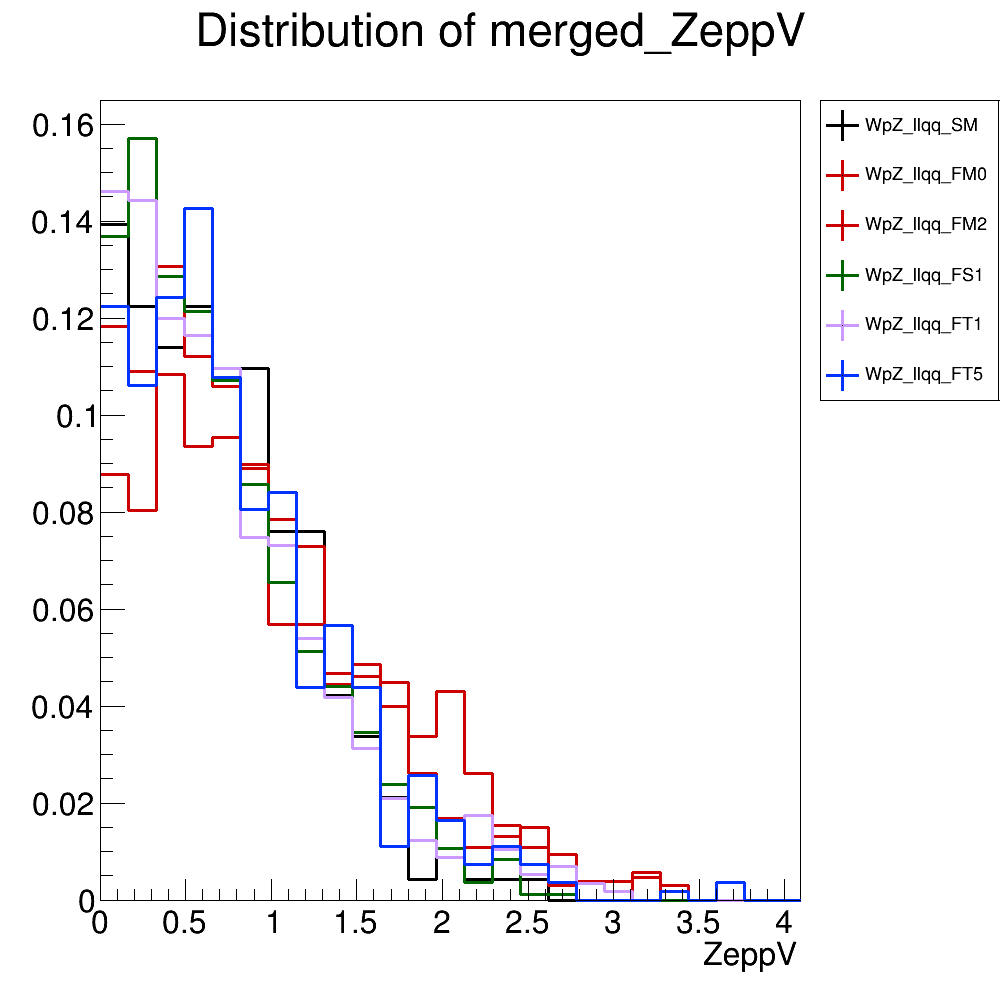 Distribution of merged_ZeppV
0.16
0.14
0.12
0.1
0.08
0.06
0.04
0.02
0
0 0.5 1 1.5 2 2.5 3 3.5 4
ZeppV
WpZ_llqq_SM
WpZ_llqq_FM0
WpZ_llqq_FM2
WpZ_llqq_FS1
WpZ_llqq_FT1
WpZ_llqq_FT5